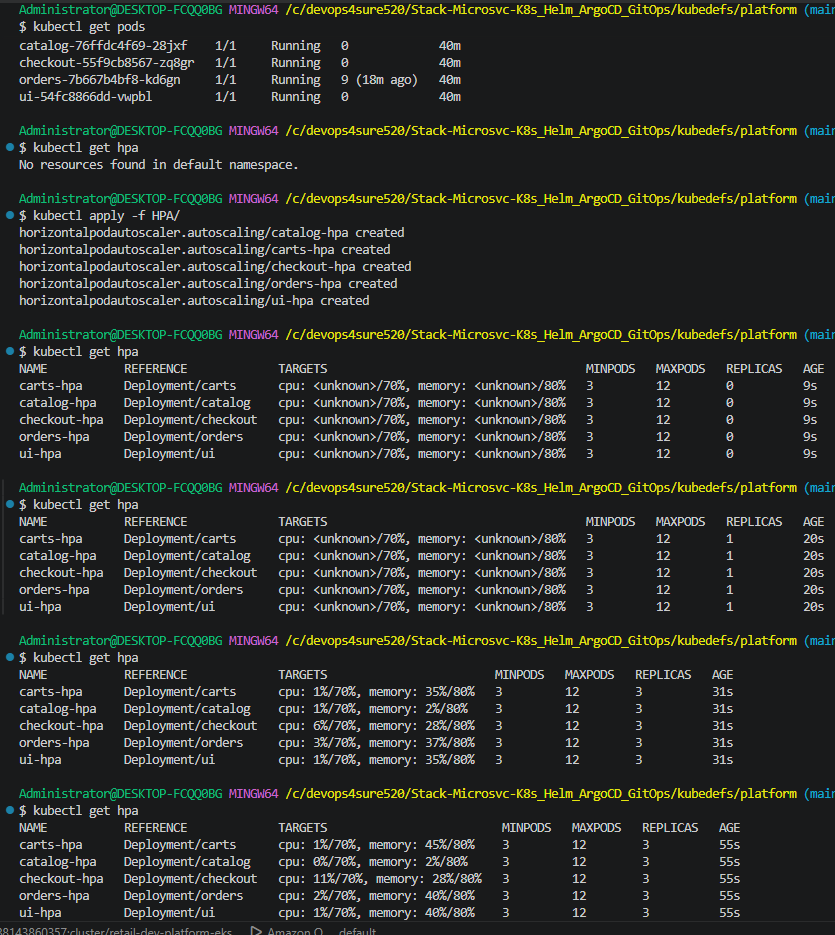 Administrator@DESKTOP-FCQQ0BG MINGW64 /c/devops4sure520/Stack-Microsvc-K8s_Helm_ArgoCD_GitOps/kubedefs/platform (main
$ kubectl get pods
catalog-76ffdc4f69-28jxf 1/1 Running 0 40m
checkout-55f9cb8567-zq8gr 1/1 Running 0 40m
orders-7b667b4bf8-kd6gn 1/1 Running 9 (18m ago) 40m
ui-54fc8866dd-vwpbl 1/1 Running 0 40m
Administrator@DESKTOP-FCQQ0BG MINGW64 /c/devops4sure520/Stack-Microsvc-K8s_Helm_ArgoCD_GitOps/kubedefs/platform (main
$ kubectl get hpa
No resources found in default namespace.
Administrator@DESKTOP-FCQQ0BG MINGW64 /c/devops4sure520/Stack-Microsvc-K8s_Helm_ArgoCD_GitOps/kubedefs/platform (main
$ kubectl apply -f HPA/
horizontalpodautoscaler.autoscaling/catalog-hpa created
horizontalpodautoscaler.autoscaling/carts-hpa created
horizontalpodautoscaler.autoscaling/checkout-hpa created
horizontalpodautoscaler.autoscaling/orders-hpa created
horizontalpodautoscaler.autoscaling/ui-hpa created
Administrator@DESKTOP-FCQQ0BG MINGW64 /c/devops4sure520/Stack-Microsvc-K8s_Helm_ArgoCD_GitOps/kubedefs/platform (main
$ kubectl get hpa
NAME REFERENCE TARGETS MINPODS MAXPODS REPLICAS AGE
carts-hpa Deployment/carts cpu: <unknown>/70%, memory: <unknown>/80% 3 12 0 9s
catalog-hpa Deployment/catalog cpu: <unknown>/70%, memory: <unknown>/80% 3 12 0 9s
checkout-hpa Deployment/checkout cpu: <unknown>/70%, memory: <unknown>/80% 3 12 0 9s
orders-hpa Deployment/orders cpu: <unknown>/70%, memory: <unknown>/80% 3 12 0 9s
ui-hpa Deployment/ui cpu: <unknown>/70%, memory: <unknown>/80% 3 12 0 9s
Administrator@DESKTOP-FCQQ0BG MINGW64 /c/devops4sure520/Stack-Microsvc-K8s_Helm_ArgoCD_GitOps/kubedefs/platform (main
$ kubectl get hpa
NAME REFERENCE TARGETS MINPODS MAXPODS REPLICAS AGE
carts-hpa Deployment/carts cpu: <unknown>/70%, memory: <unknown>/80% 3 12 1 20s
catalog-hpa Deployment/catalog cpu: <unknown>/70%, memory: <unknown>/80% 3 12 1 20s
checkout-hpa Deployment/checkout cpu: <unknown>/70%, memory: <unknown>/80% 3 12 1 20s
orders-hpa Deployment/orders cpu: <unknown>/70%, memory: <unknown>/80% 3 12 1 20s
ui-hpa Deployment/ui cpu: <unknown>/70%, memory: <unknown>/80% 3 12 1 20s
Administrator@DESKTOP-FCQQ0BG MINGW64 /c/devops4sure520/Stack-Microsvc-K8s_Helm_ArgoCD_GitOps/kubedefs/platform (main
$ kubectl get hpa
NAME REFERENCE TARGETS MINPODS MAXPODS REPLICAS AGE
carts-hpa Deployment/carts cpu: 1%/70%, memory: 35%/80% 3 12 3 31s
catalog-hpa Deployment/catalog cpu: 1%/70%, memory: 2%/80% 3 12 3 31s
checkout-hpa Deployment/checkout cpu: 6%/70%, memory: 28%/80% 3 12 3 31s
orders-hpa Deployment/orders cpu: 3%/70%, memory: 37%/80% 3 12 3 31s
ui-hpa Deployment/ui cpu: 1%/70%, memory: 35%/80% 3 12 3 31s
Administrator@DESKTOP-FCQQ0BG MINGW64 /c/devops4sure520/Stack-Microsvc-K8s_Helm_ArgoCD_GitOps/kubedefs/platform (main
$ kubectl get hpa
NAME REFERENCE TARGETS MINPODS MAXPODS REPLICAS AGE
carts-hpa Deployment/carts cpu: 1%/70%, memory: 45%/80% 3 12 3 55s
catalog-hpa Deployment/catalog cpu: 0%/70%, memory: 2%/80% 3 12 3 55s
checkout-hpa Deployment/checkout cpu: 11%/70%, memory: 28%/80% 3 12 3 55s
orders-hpa Deployment/orders cpu: 2%/70%, memory: 40%/80% 3 12 3 55s
ui-hpa Deployment/ui cpu: 1%/70%, memory: 40%/80% 3 12 3 55s
38143860357:cluster/retail-dev-platform-eks Amazon Q default